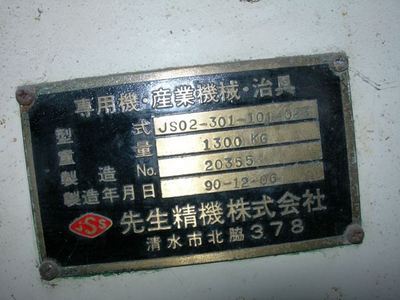 専用機・産業機械・治具
型式 JS02-301-101-023
重量 1300 KG
製造 No. 20355
製造年月日 90-12-06
JSS 先生精機株式会社
清水市北脇378